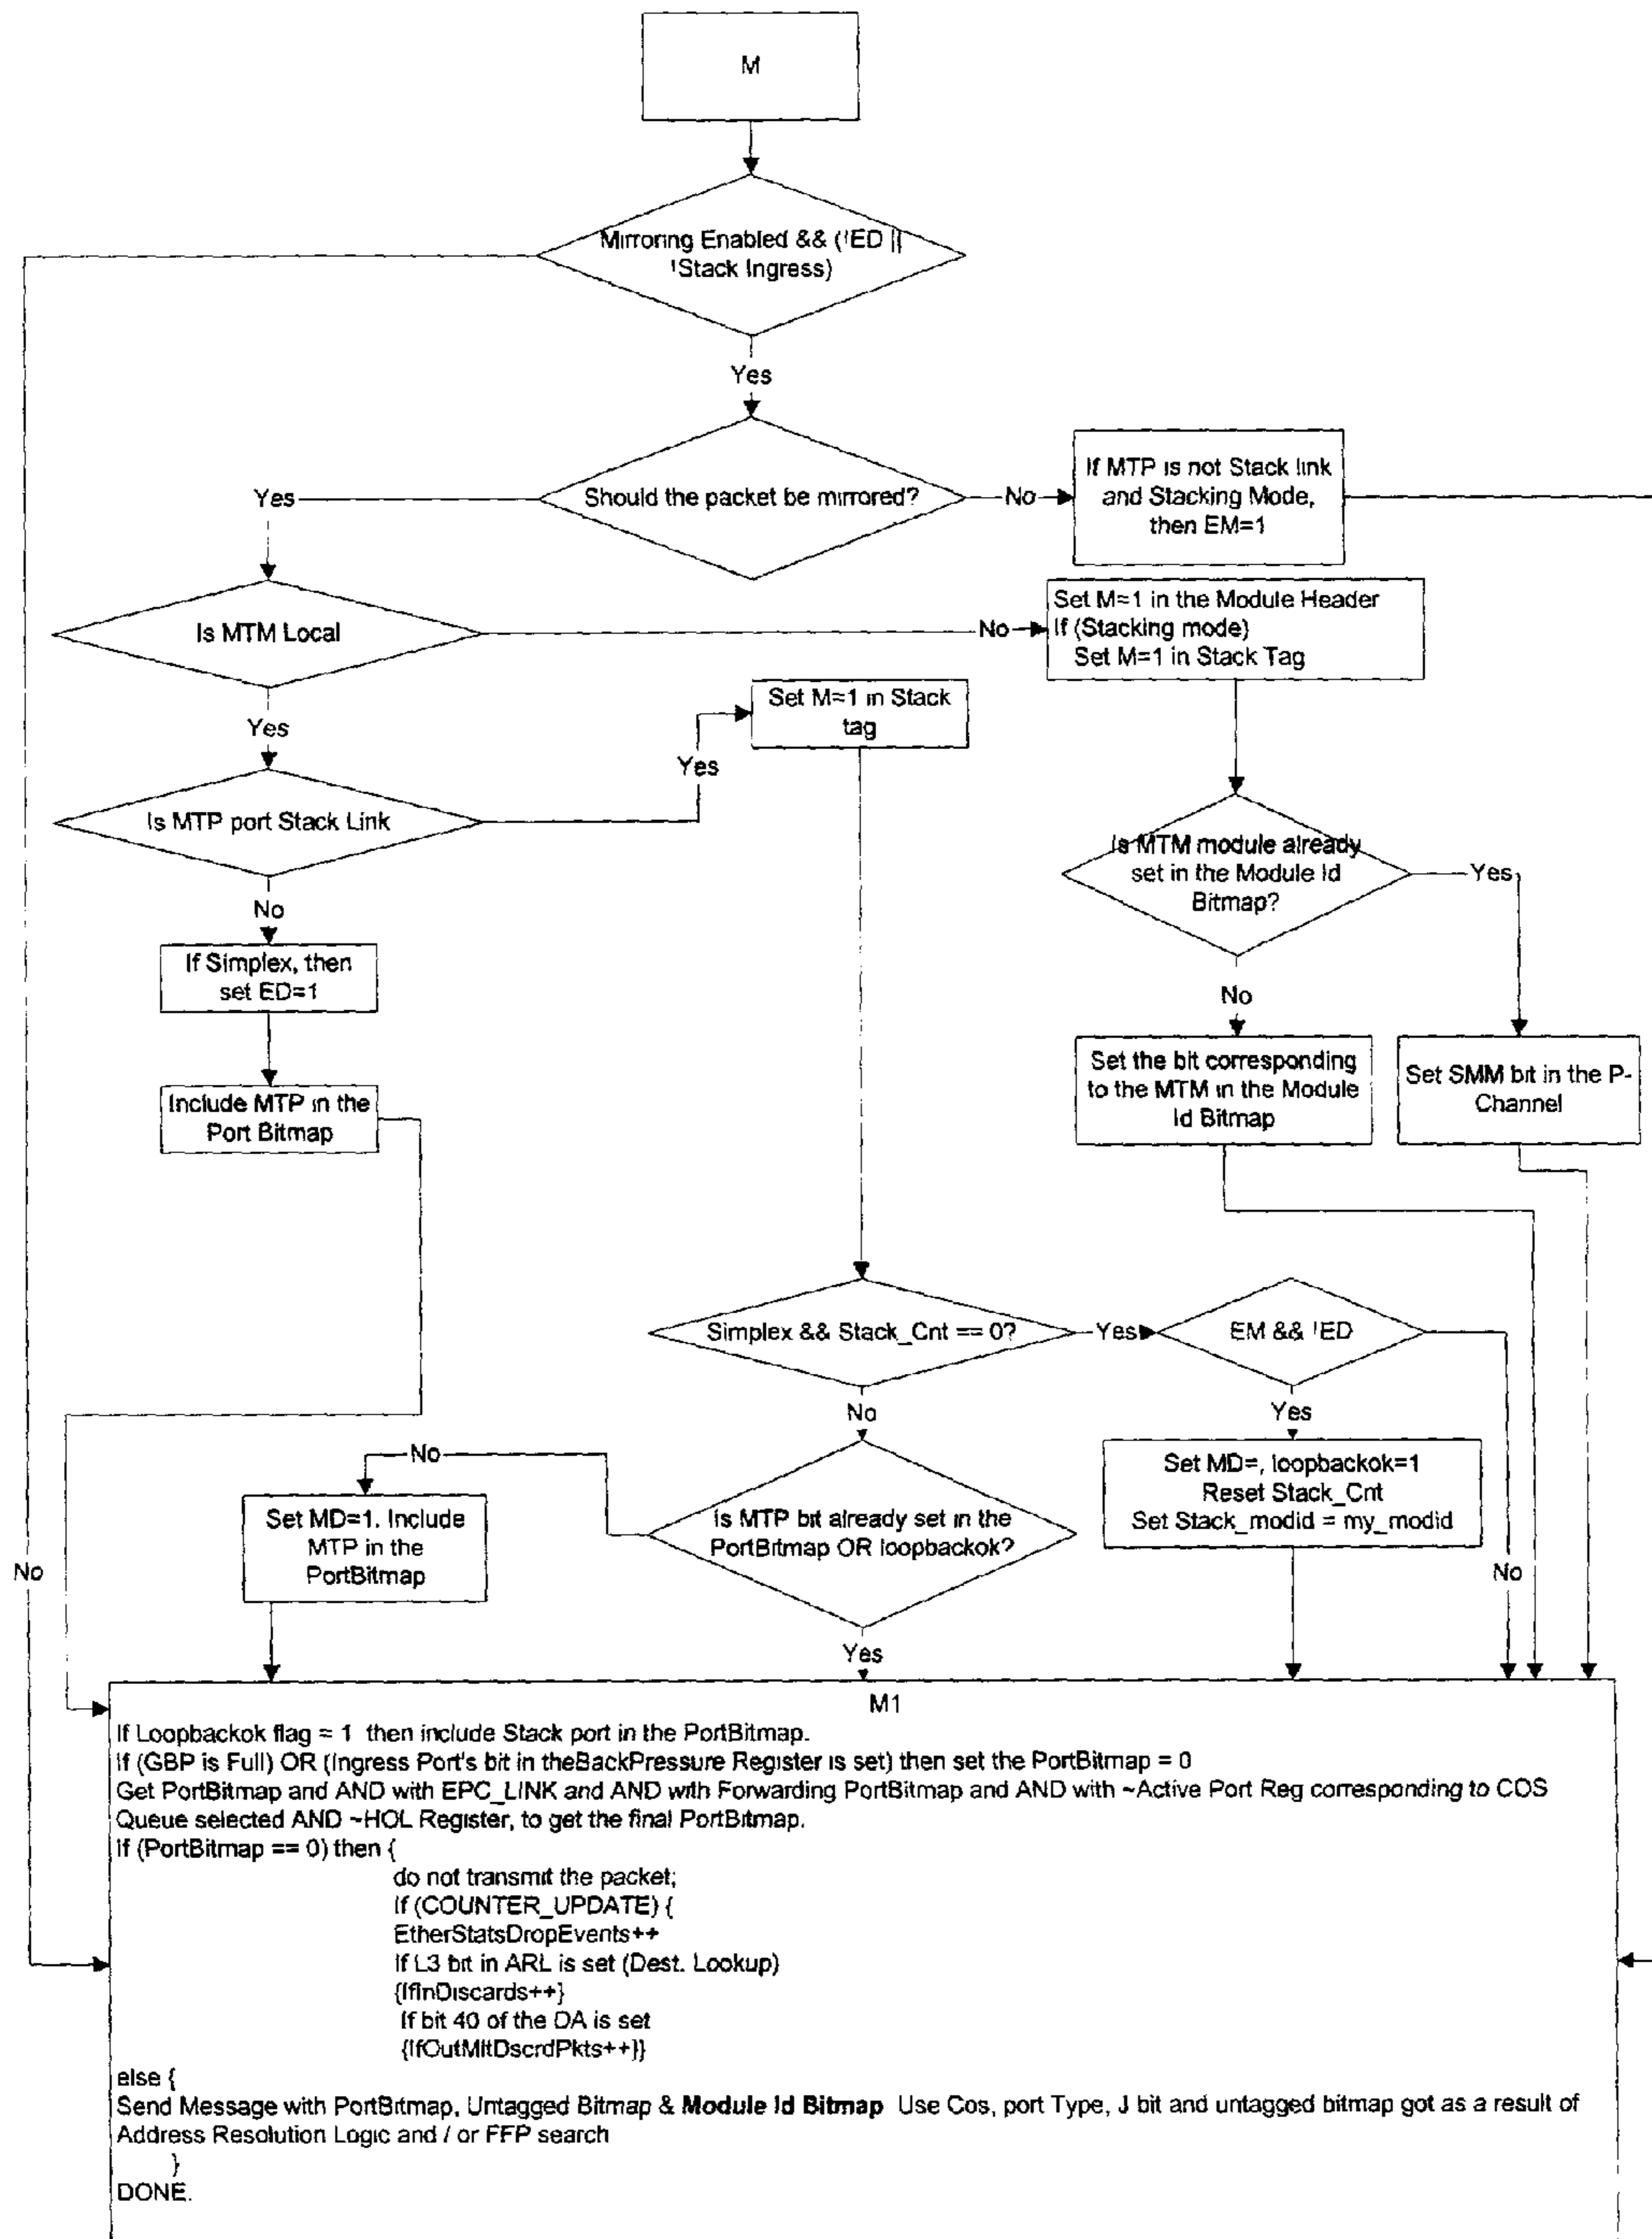 M
Mirroring Enabled && (!ED ||
!Stack Ingress)
Yes
Should the packet be mirrored?
Yes
No
If MTP is not Stack link
and Stacking Mode,
then EM=1
Is MTM Local
No
Set M=1 in the Module Header
If (Stacking mode)
Set M=1 in Stack Tag
Yes
Set M=1 in Stack
tag
Yes
Is MTP port Stack Link
Is MTM module already
set in the Module Id
Bitmap?
Yes
No
If Simplex, then
set ED=1
No
Set the bit corresponding
to the MTM in the Module
Id Bitmap
Set SMM bit in the P-
Channel
Include MTP in the
Port Bitmap
Simplex && Stack_Cnt == 0?
Yes
EM && !ED
No
Yes
No
Set MD=1. Include
MTP in the
PortBitmap
Is MTP bit already set in the
PortBitmap OR loopbackok?
Set MD=, loopbackok=1
Reset Stack_Cnt
Set Stack_modid = my_modid
No
No
Yes
M1
If Loopbackok flag = 1 then include Stack port in the PortBitmap.
If (GBP is Full) OR (Ingress Port's bit in theBackPressure Register is set) then set the PortBitmap = 0
Get PortBitmap and AND with EPC_LINK and AND with Forwarding PortBitmap and AND with ~Active Port Reg corresponding to COS
Queue selected AND ~HOL Register, to get the final PortBitmap.
If (PortBitmap == 0) then {
do not transmit the packet;
If (COUNTER_UPDATE) {
EtherStatsDropEvents++
If L3 bit in ARL is set (Dest. Lookup)
{IfInDiscards++}
If bit 40 of the DA is set
{IfOutMltDscrdPkts++}}
else {
Send Message with PortBitmap, Untagged Bitmap & Module Id Bitmap Use Cos, port Type, J bit and untagged bitmap got as a result of
Address Resolution Logic and / or FFP search
}
DONE.